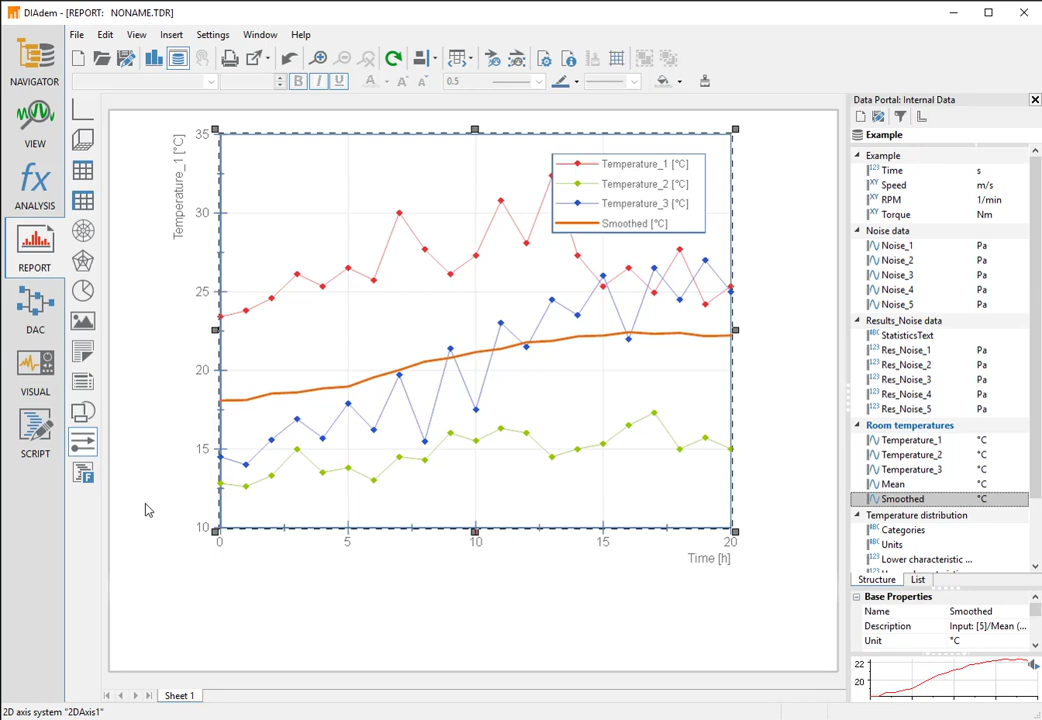 DIAdem - [REPORT:   NONAME.TDR]
File Edit View Insert Settings Window Help
B I U A A A 0.5
NAVIGATOR
VIEW
ANALYSIS
REPORT
DAC
VISUAL
SCRIPT
35
30
25
20
15
10
Temperature_1 [°C]
0 5 10 15 20
Time [h]
Temperature_1 [°C]
Temperature_2 [°C]
Temperature_3 [°C]
Smoothed [°C]
Sheet 1
2D axis system "2DAxis1"
Data Portal: Internal Data
Example
Example
Time s
Speed m/s
RPM 1/min
Torque Nm
Noise data
Noise_1 Pa
Noise_2 Pa
Noise_3 Pa
Noise_4 Pa
Noise_5 Pa
Results_Noise data
StatisticsText
Res_Noise_1 Pa
Res_Noise_2 Pa
Res_Noise_3 Pa
Res_Noise_4 Pa
Res_Noise_5 Pa
Room temperatures
Temperature_1 °C
Temperature_2 °C
Temperature_3 °C
Mean °C
Smoothed °C
Temperature distribution
Categories
Units
Lower characteristic ...
Structure List
Base Properties
Name Smoothed
Description Input: [5]/Mean (...
Unit °C
22
20